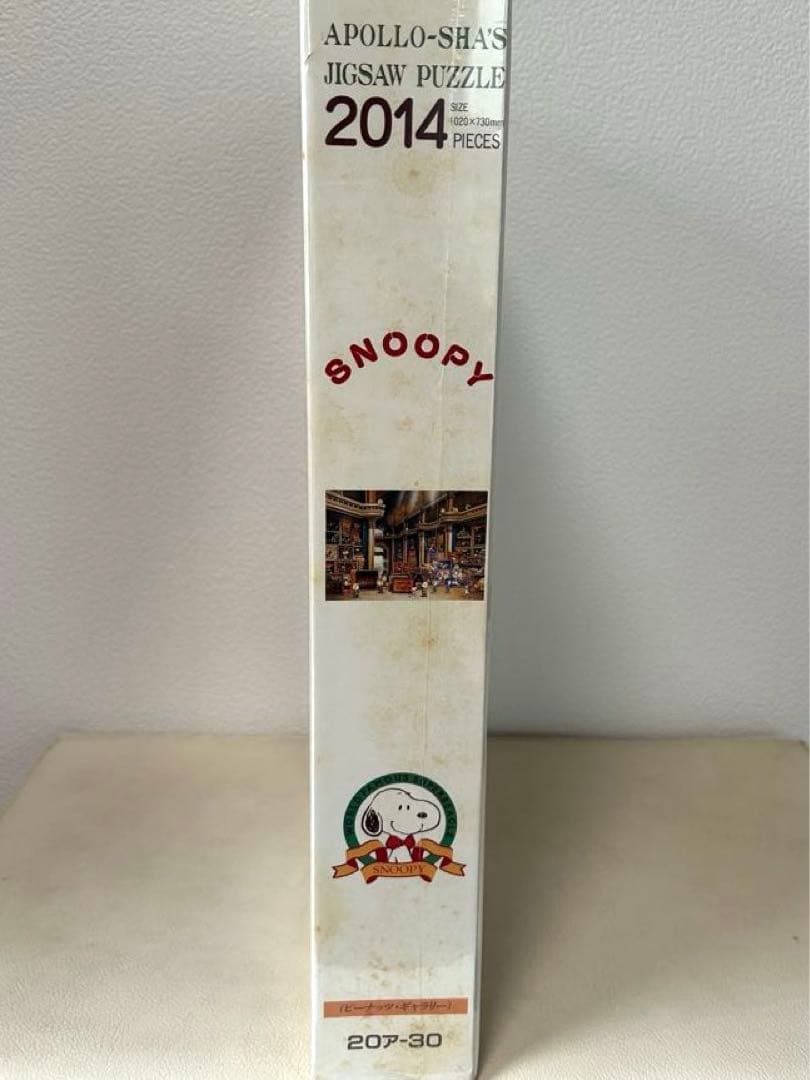 APOLLO-SHA'S
JIGSAW PUZZLE
2014
SIZE
1020×730mm
PIECES
SNOOPY
SNOOPY
(ピーナッツ・ギャラリー)
20ア-30